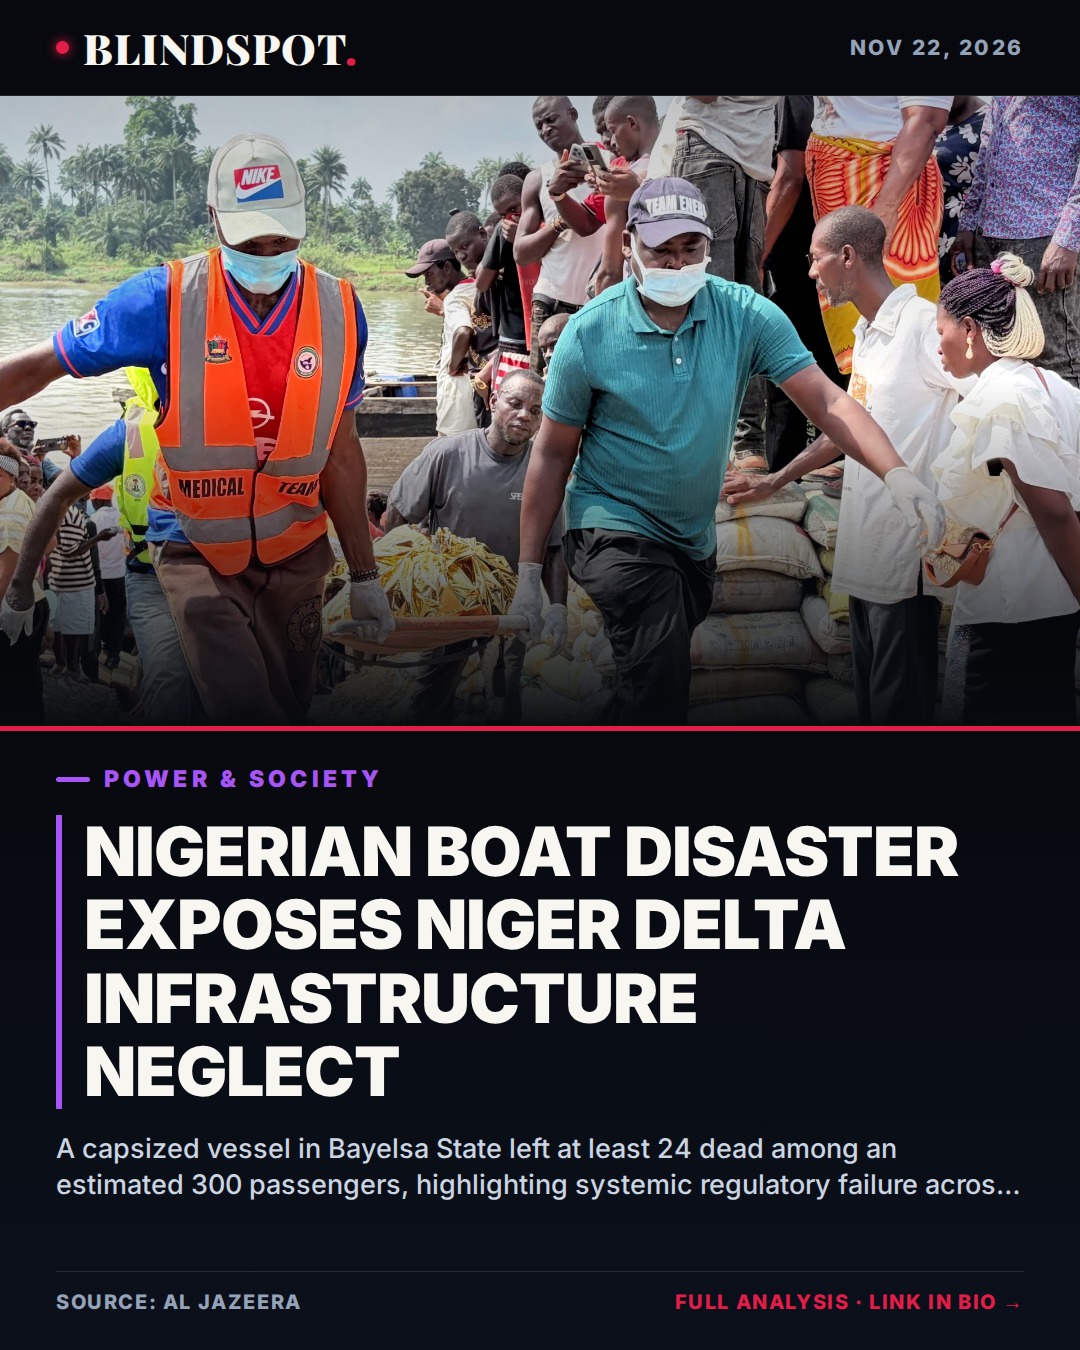 BLINDSPOT.
NOV 22, 2026
NIKE
TEAM ENER
MEDICAL TEAM
POWER & SOCIETY
NIGERIAN BOAT DISASTER
EXPOSES NIGER DELTA
INFRASTRUCTURE
NEGLECT
A capsized vessel in Bayelsa State left at least 24 dead among an
estimated 300 passengers, highlighting systemic regulatory failure acros...
SOURCE: AL JAZEERA
FULL ANALYSIS · LINK IN BIO →